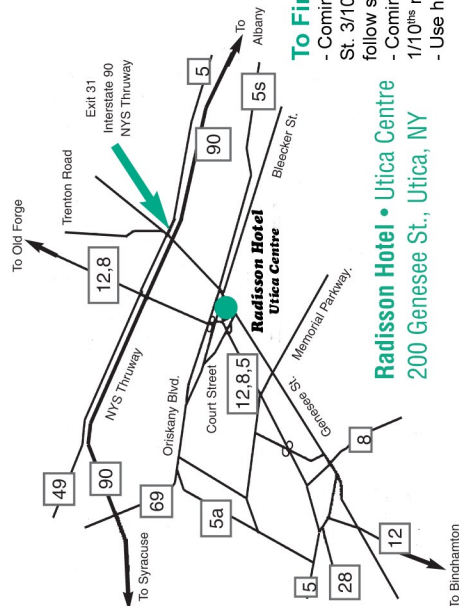 To Old Forge
Trenton Road
Exit 31
Interstate 90
NYS Thruway
To
Albany
12,8
5
90
5s
NYS Thruway
Bleecker St.
Radisson Hotel
Utica Centre
Oriskany Blvd.
Court Street
12,8,5
Memorial Parkway.
Genesee St.
49
90
69
5a
8
To Syracuse
5
28
12
To Binghamton
To Fi
- Comin
St. 3/10
follow s
- Comin
1/10ths
- Use h
Radisson Hotel • Utica Centre
200 Genesee St., Utica, NY